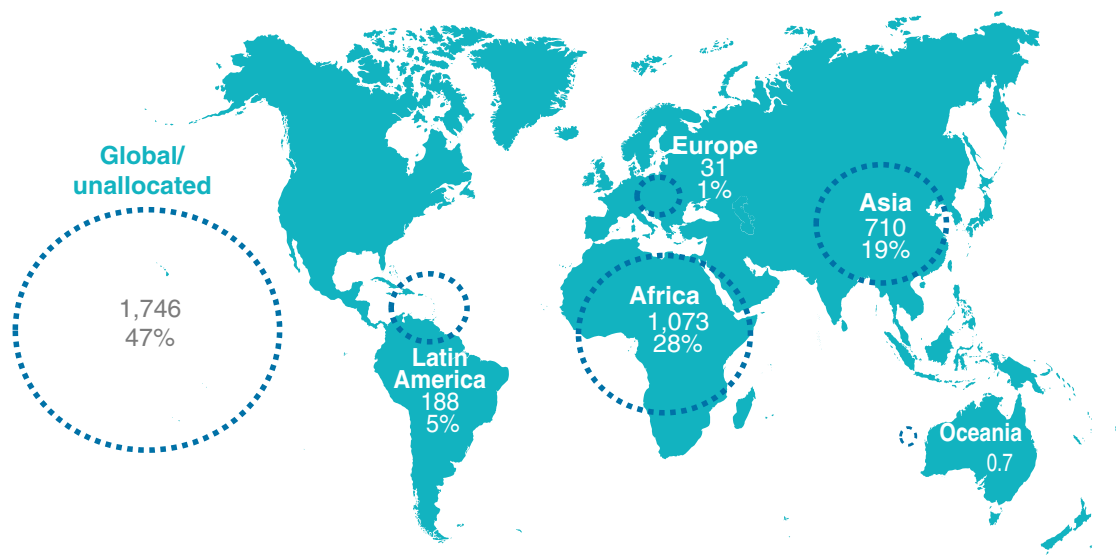 Global/
unallocated
1,746
47%
Latin
America
188
5%
Europe
31
1%
Africa
1,073
28%
Asia
710
19%
Oceania
0.7